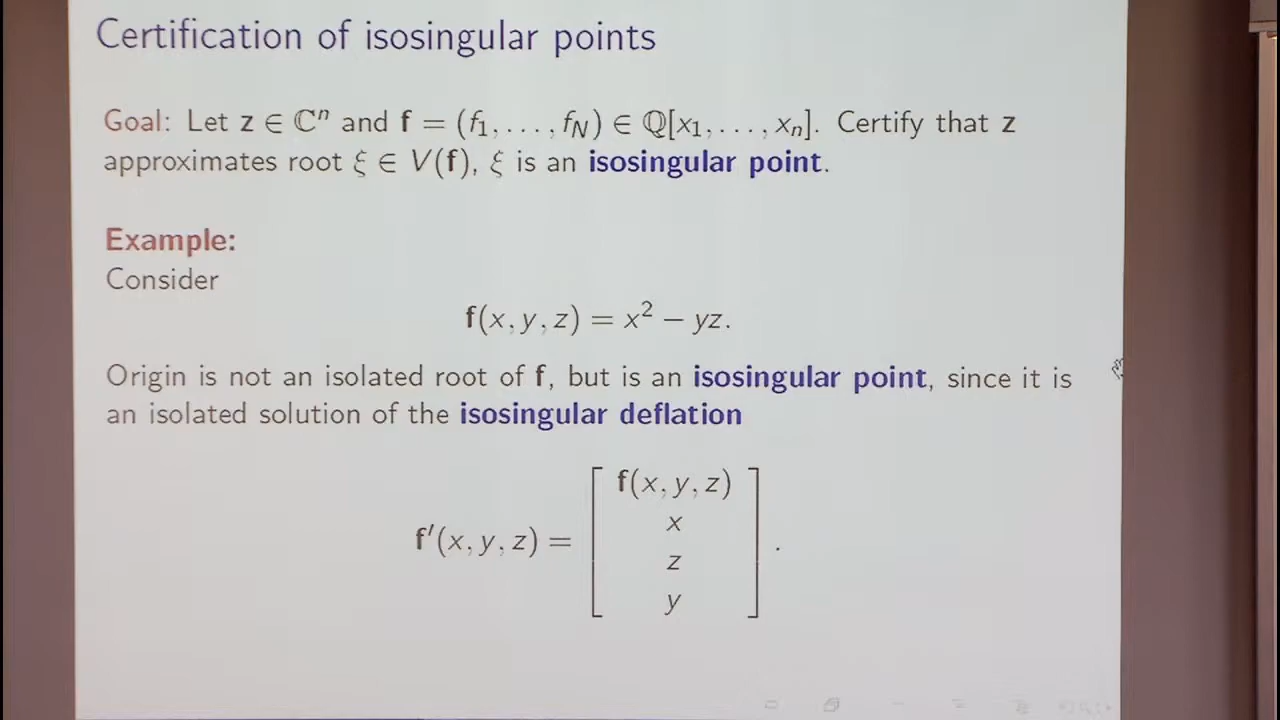 Certification of isosingular points
Goal: Let z ∈ ℂⁿ and f = (f₁, . . . , f_N) ∈ ℚ[x₁, . . . , xₙ]. Certify that z
approximates root ξ ∈ V(f), ξ is an isosingular point.
Example:
Consider
f(x, y, z) = x² − yz.
Origin is not an isolated root of f, but is an isosingular point, since it is
an isolated solution of the isosingular deflation
f(x, y, z)
x
f′(x, y, z) = [ ] .
z
y